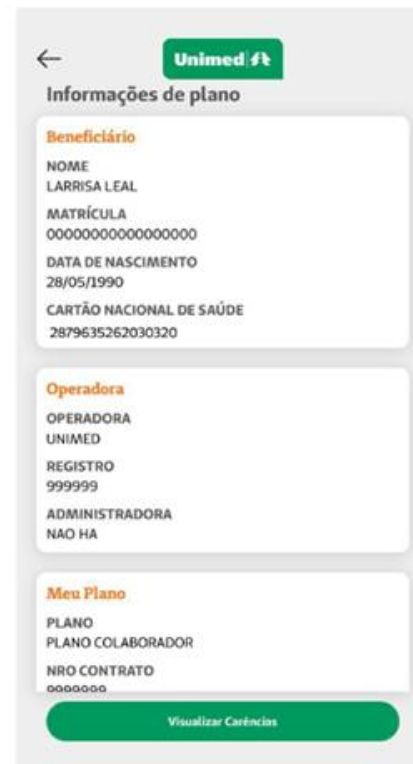 Unimed
Informações de plano
Beneficiário
NOME
LARRISA LEAL
MATRÍCULA
00000000000000000
DATA DE NASCIMENTO
28/05/1990
CARTÃO NACIONAL DE SAÚDE
2879635262030320
Operadora
OPERADORA
UNIMED
REGISTRO
999999
ADMINISTRADORA
NAO HA
Meu Plano
PLANO
PLANO COLABORADOR
NRO CONTRATO
9999999
Visualizar Carências